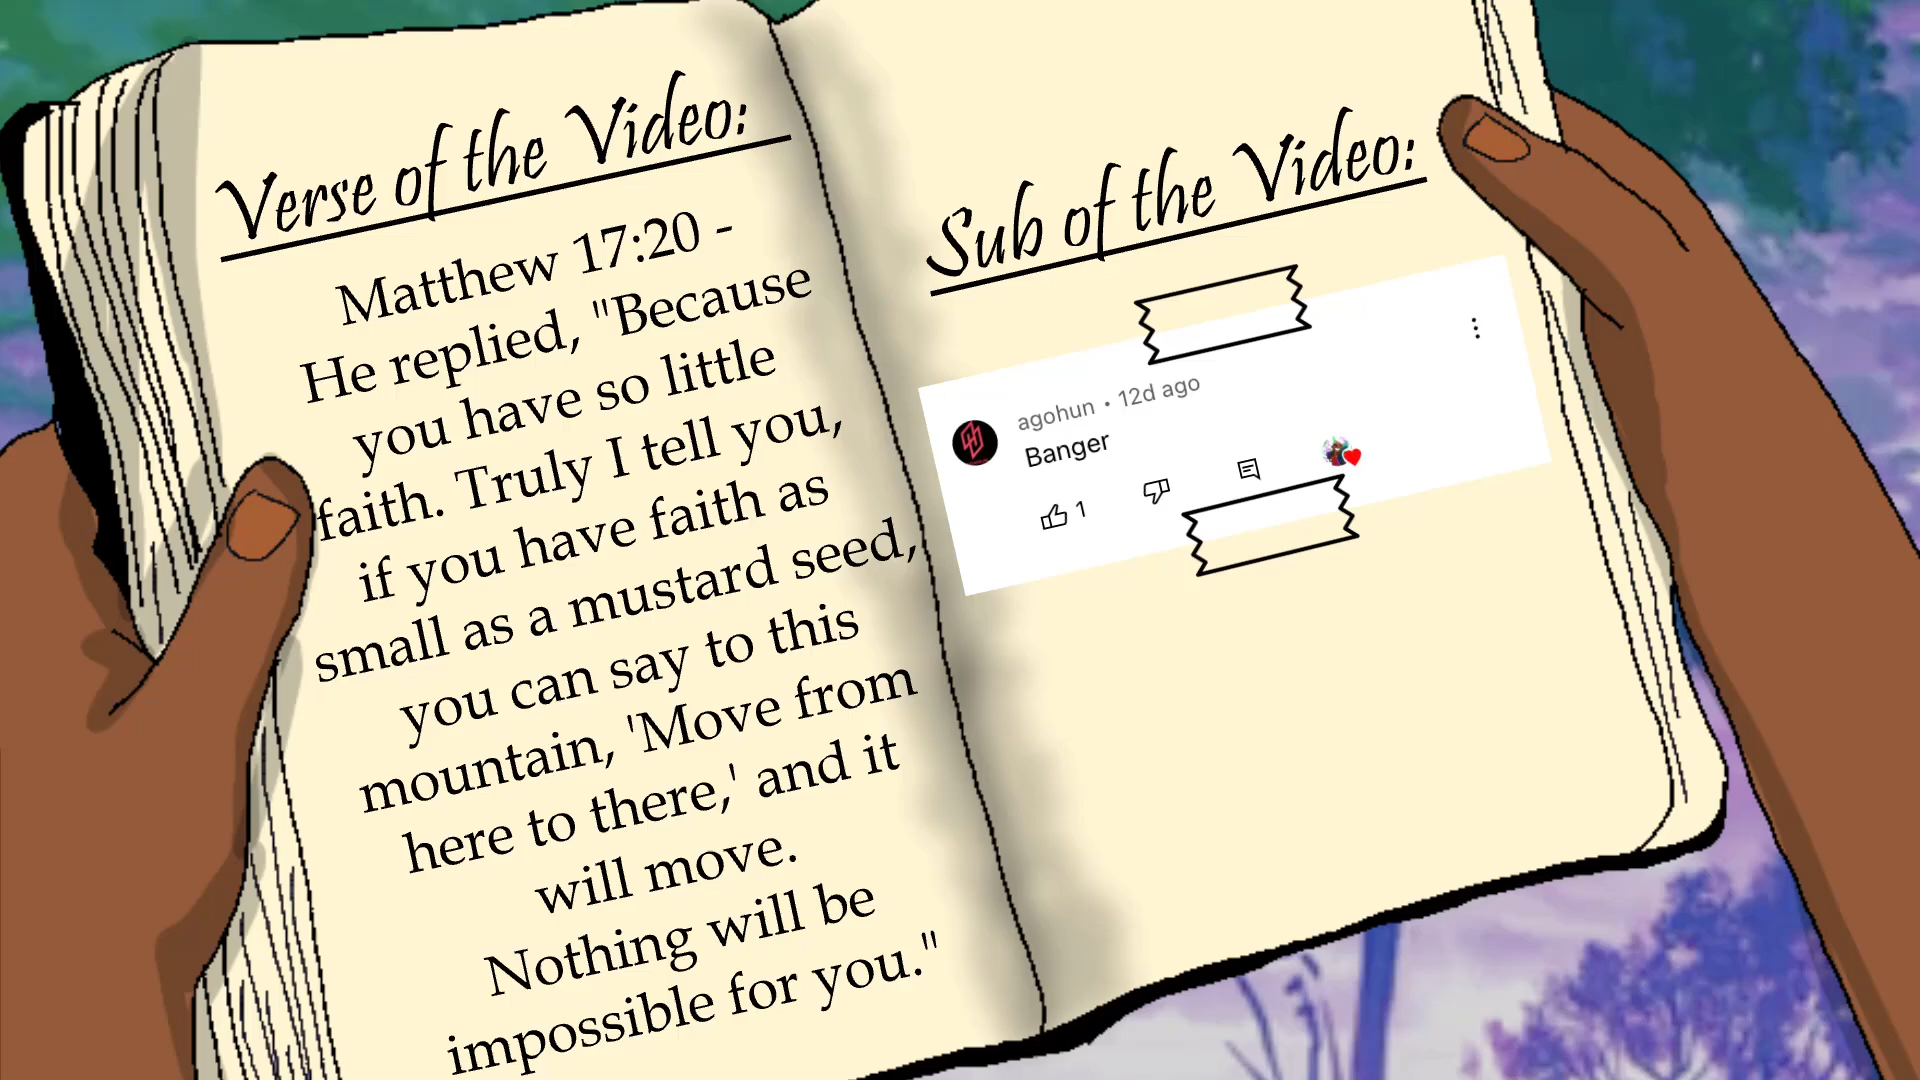 Verse of the Video:
Matthew 17:20 -
He replied, "Because
you have so little
faith. Truly I tell you,
if you have faith as
small as a mustard seed,
you can say to this
mountain, 'Move from
here to there,' and it
will move.
Nothing will be
impossible for you."
Sub of the Video:
agohun • 12d ago
Banger
1